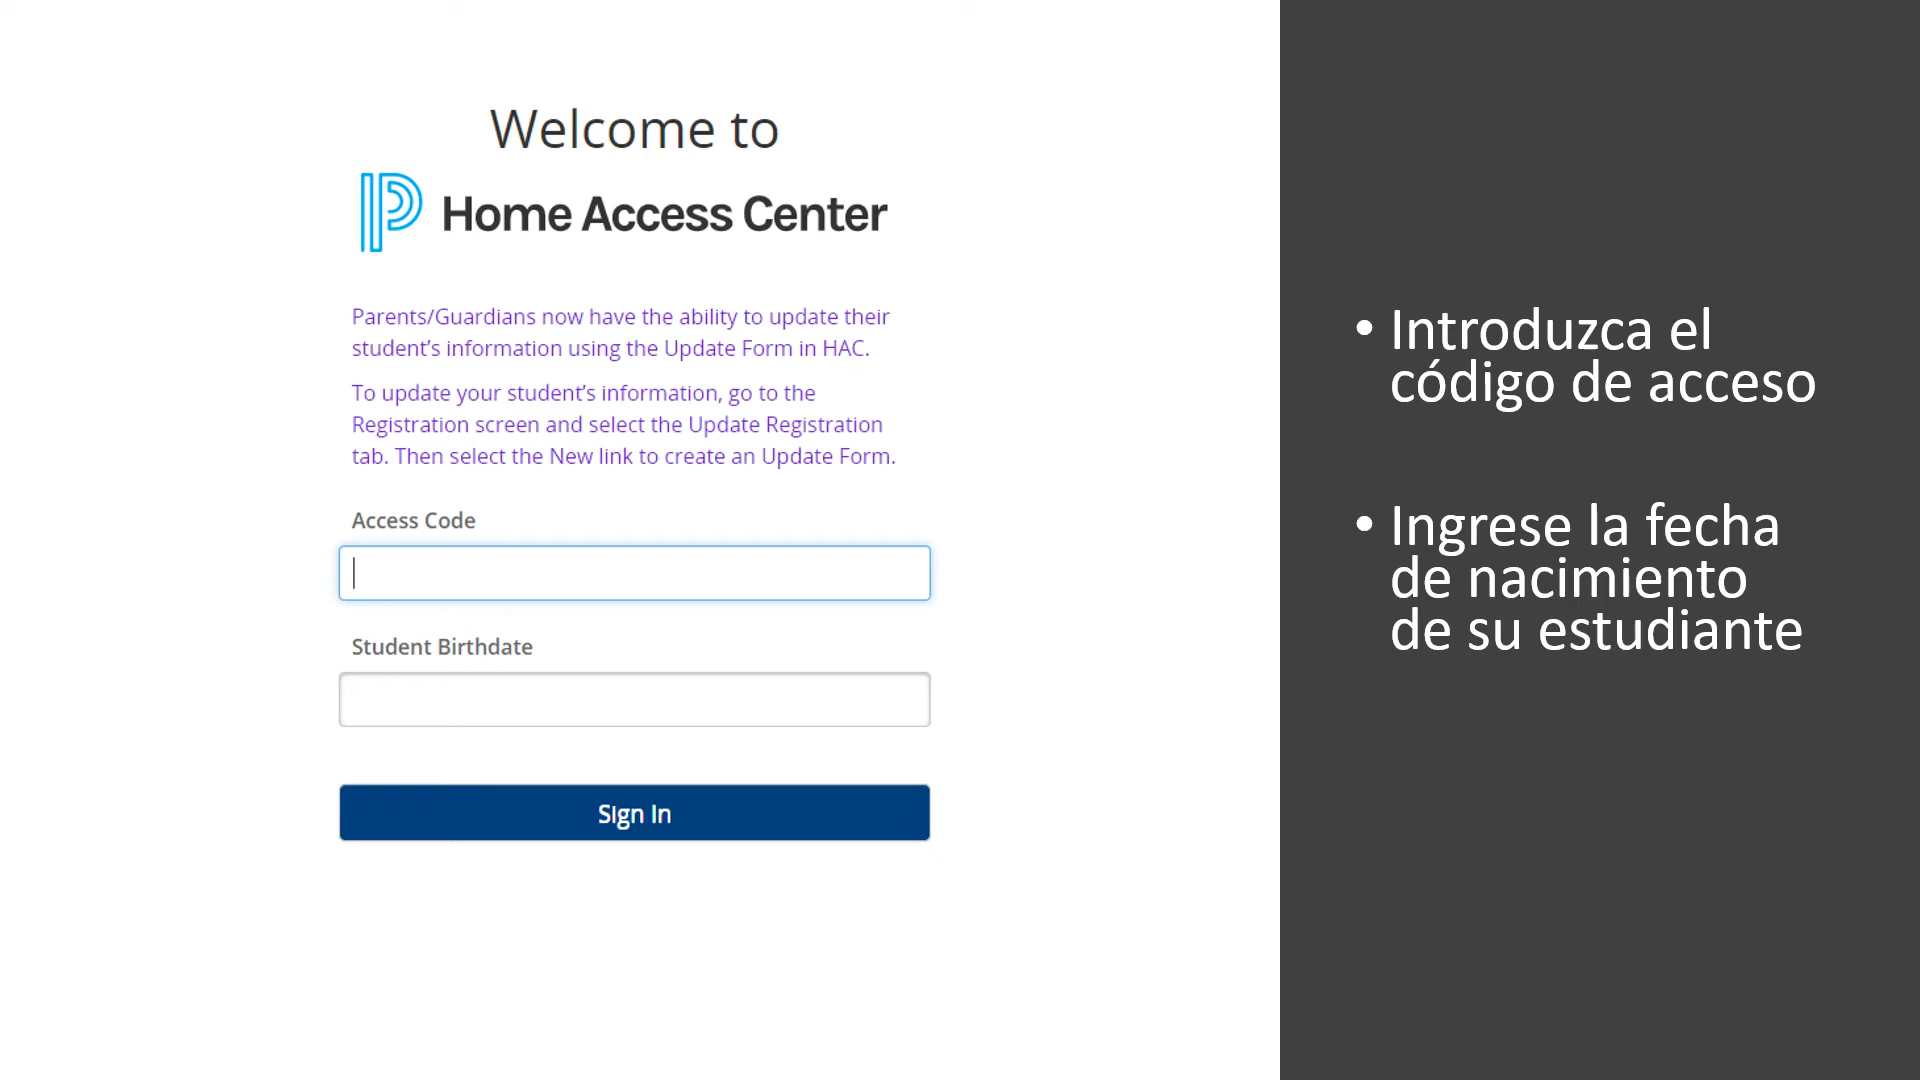 Welcome to
Home Access Center
Parents/Guardians now have the ability to update their
student’s information using the Update Form in HAC.
To update your student’s information, go to the
Registration screen and select the Update Registration
tab. Then select the New link to create an Update Form.
Access Code
Student Birthdate
Sign In
• Introduzca el
código de acceso
• Ingrese la fecha
de nacimiento
de su estudiante